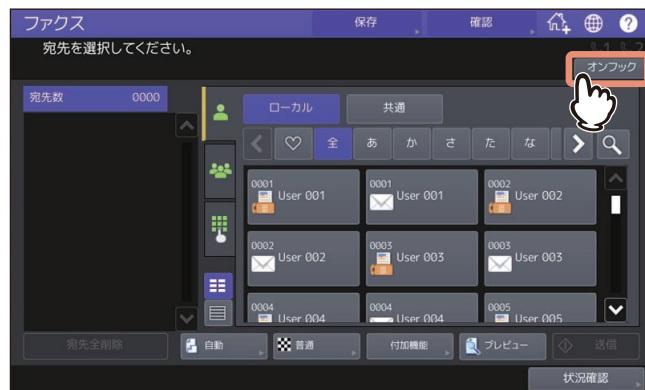 ファクス 保存 確認 ?
宛先を選択してください。
1 2
オンフック
宛先数 0000
ローカル 共通
全 あ か さ た な
0001 User 001
0001 User 001
0002 User 002
0002 User 002
0003 User 003
0003 User 003
0004 User 004
0004 User 004
0005 User 005
宛先全削除 自動 普通 付加機能 プレビュー 送信
状況確認